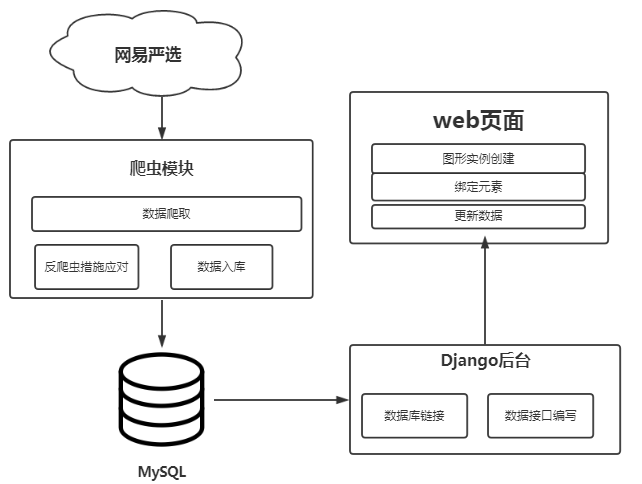 网易严选
爬虫模块
数据爬取
反爬虫措施应对
数据入库
MySQL
web页面
图形实例创建
绑定元素
更新数据
Django后台
数据库链接
数据接口编写